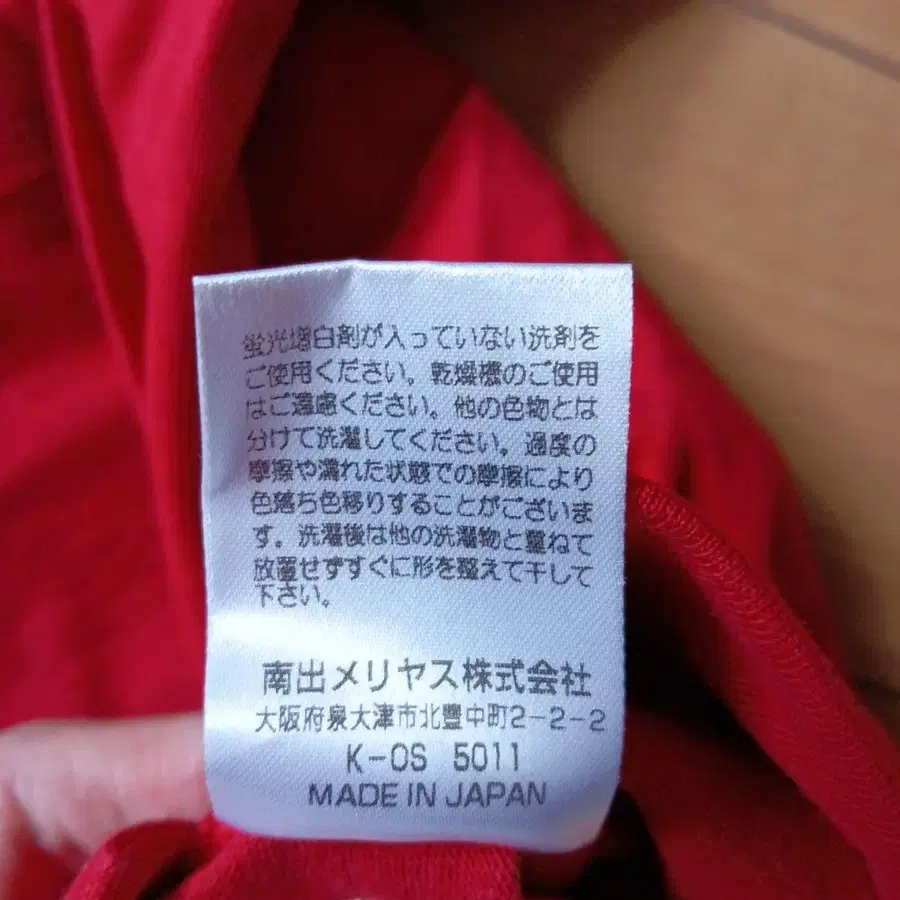 蛍光増白剤が入っていない洗剤を
ご使用ください。乾燥機のご使用
はご遠慮ください。他の色物とは
分けて洗濯してください。過度の
摩擦や濡れた状態での摩擦により
色落ち色移りすることがございま
す。洗濯後は他の洗濯物と重ねて
放置せずすぐに形を整えて干して
下さい。
南出メリヤス株式会社
大阪府泉大津市北豊中町2-2-2
K-OS 5011
MADE IN JAPAN